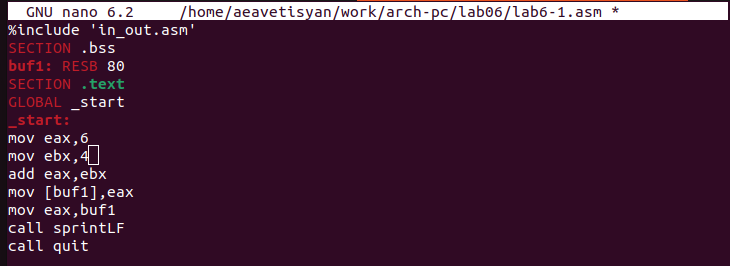 GNU nano 6.2 /home/aeavetisyan/work/arch-pc/lab06/lab6-1.asm *
%include 'in_out.asm'
SECTION .bss
buf1: RESB 80
SECTION .text
GLOBAL _start
_start:
mov eax,6
mov ebx,4
add eax,ebx
mov [buf1],eax
mov eax,buf1
call sprintLF
call quit